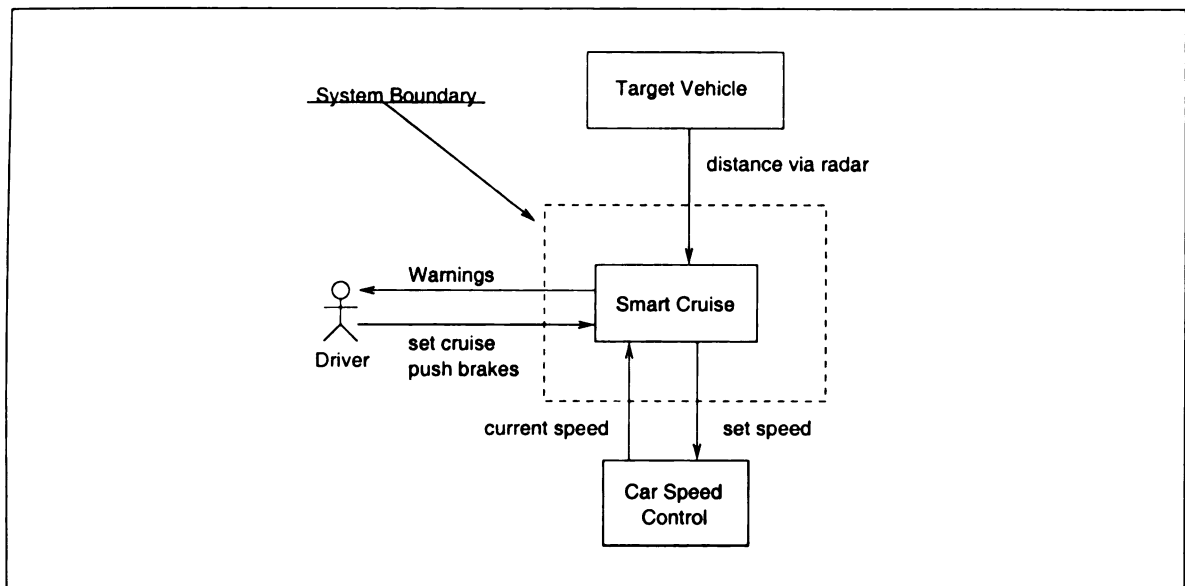 Target Vehicle
System Boundary
distance via radar
Warnings
Smart Cruise
set cruise
push brakes
Driver
current speed
set speed
Car Speed
Control